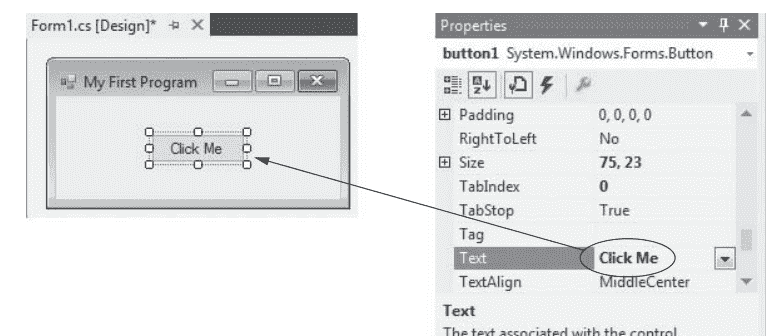 Form1.cs [Design]*
My First Program
Click Me
Properties
button1 System.Windows.Forms.Button
Padding 0, 0, 0, 0
RightToLeft No
Size 75, 23
TabIndex 0
TabStop True
Tag
Text Click Me
TextAlign MiddleCenter
Text
The text associated with the control.